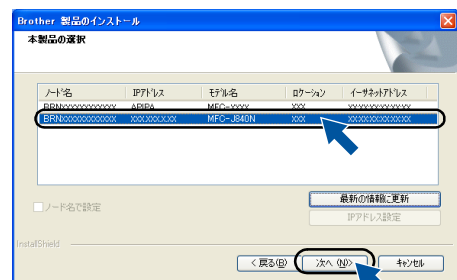 Brother 製品のインストール
本製品の選択
ノード名 IPアドレス モデル名 ロケーション イーサネットアドレス
BRNXXXXXXXXXXXX APIPA MFC-XXXX XXX XX:XX:XX:XX:XX:XX
BRNXXXXXXXXXXXX XXX.XXX.X.XX MFC-J840N XXX XX:XX:XX:XX:XX:XX
最新の情報に更新
ノード名で設定
IPアドレス設定
InstallShield
< 戻る(B) 次へ (N)> キャンセル